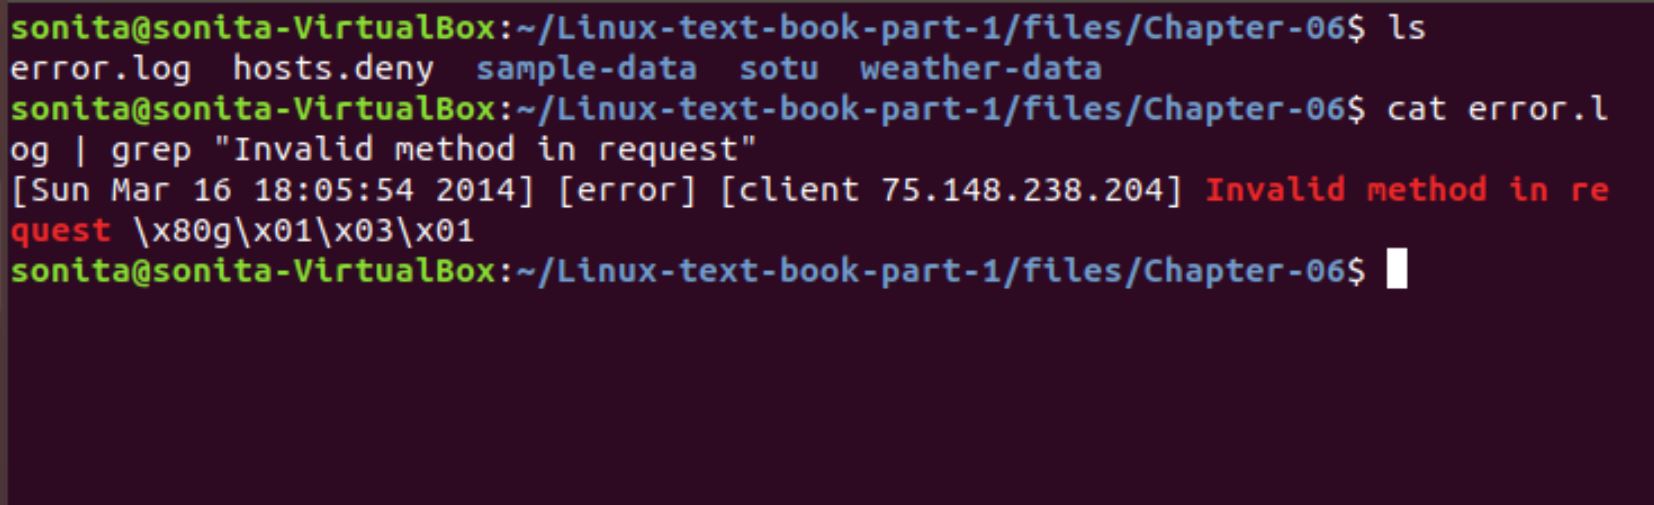 sonita@sonita-VirtualBox:~/Linux-text-book-part-1/files/Chapter-06$ ls
error.log  hosts.deny  sample-data  sotu  weather-data
sonita@sonita-VirtualBox:~/Linux-text-book-part-1/files/Chapter-06$ cat error.l
og | grep "Invalid method in request"
[Sun Mar 16 18:05:54 2014] [error] [client 75.148.238.204] Invalid method in re
quest \x80g\x01\x03\x01
sonita@sonita-VirtualBox:~/Linux-text-book-part-1/files/Chapter-06$